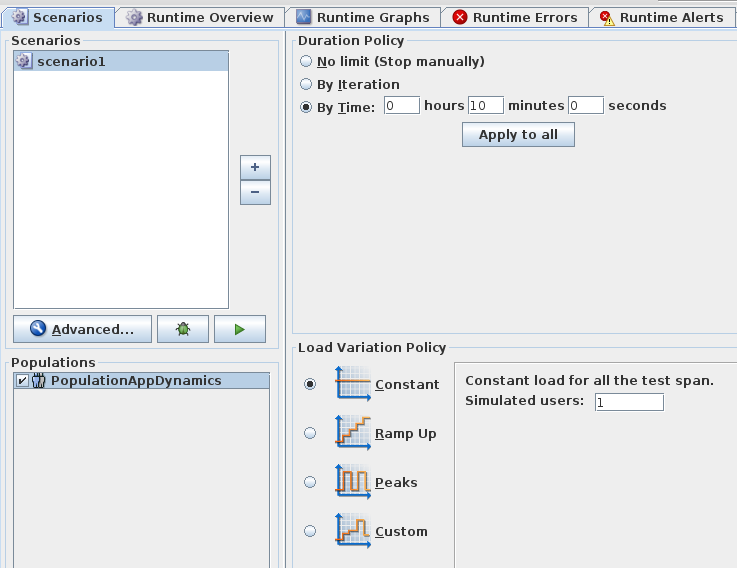 Scenarios Runtime Overview Runtime Graphs Runtime Errors Runtime Alerts
Scenarios
scenario1
+
−
Advanced...
Populations
PopulationAppDynamics
Duration Policy
No limit (Stop manually)
By Iteration
By Time: 0 hours 10 minutes 0 seconds
Apply to all
Load Variation Policy
Constant
Ramp Up
Peaks
Custom
Constant load for all the test span.
Simulated users: 1